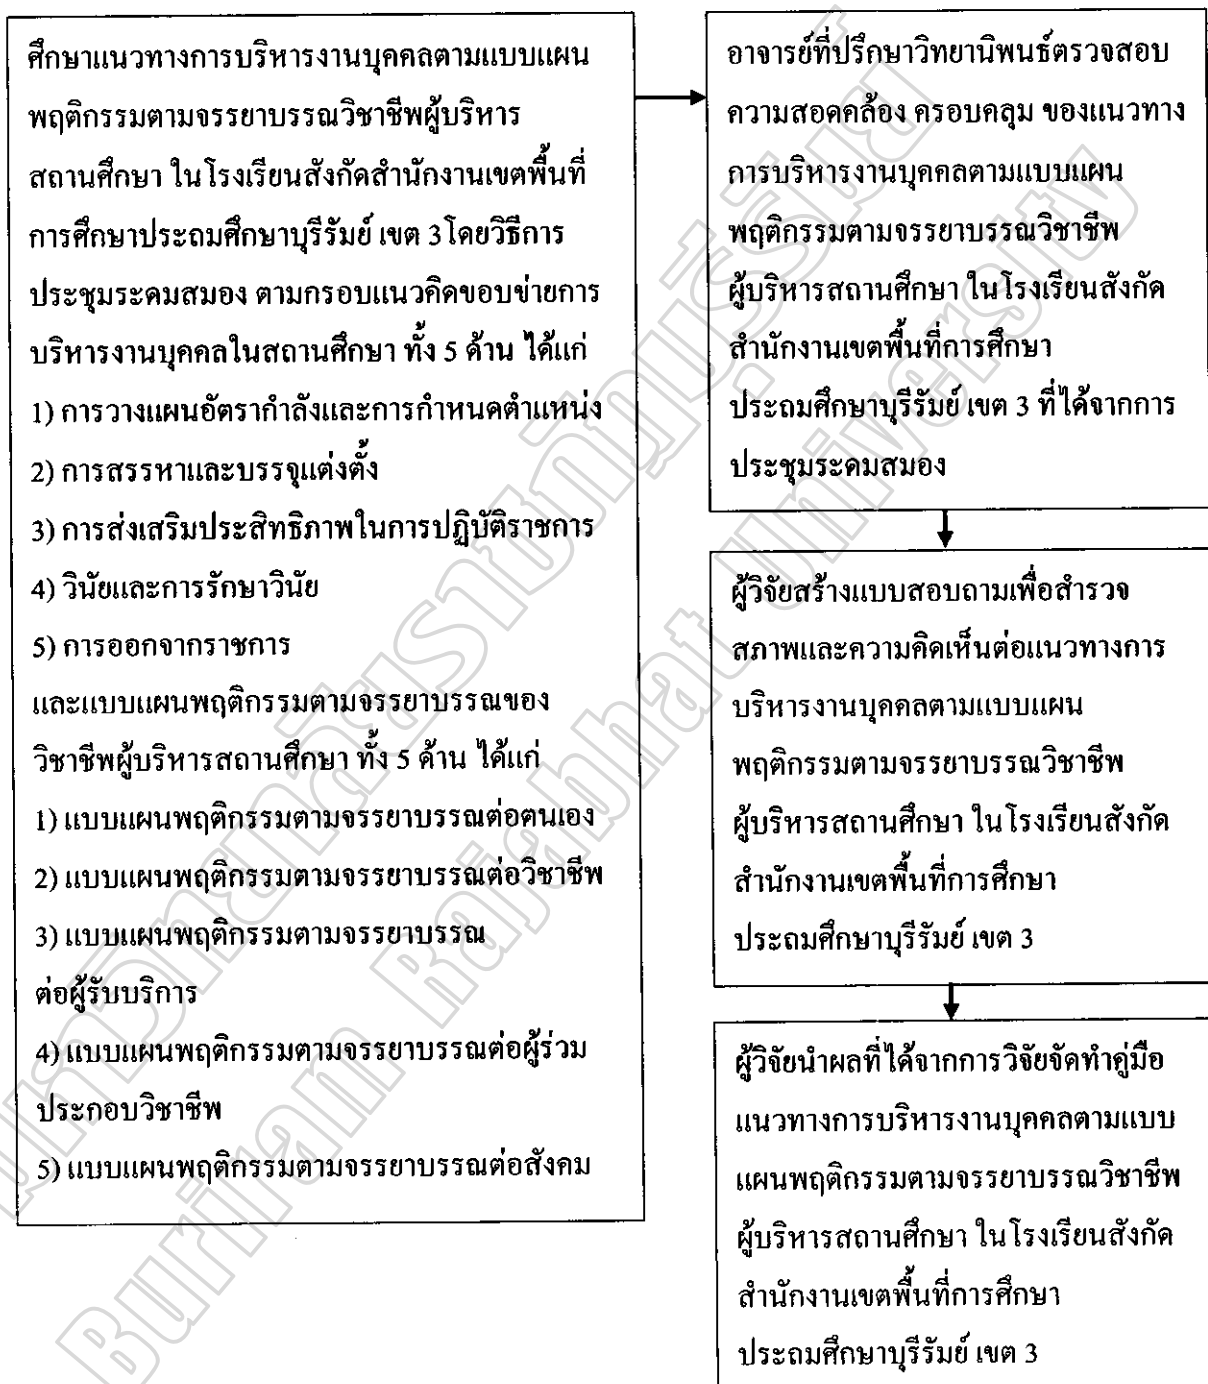 ศึกษาแนวทางการบริหารงานบุคคลตามแบบแผน
พฤติกรรมตามจรรยาบรรณวิชาชีพผู้บริหาร
สถานศึกษา ในโรงเรียนสังกัดสำนักงานเขตพื้นที่
การศึกษาประถมศึกษาบุรีรัมย์ เขต 3 โดยวิธีการ
ประชุมระดมสมอง ตามกรอบแนวคิดขอบข่ายการ
บริหารงานบุคคลในสถานศึกษา ทั้ง 5 ด้าน ได้แก่
1) การวางแผนอัตรากำลังและการกำหนดตำแหน่ง
2) การสรรหาและบรรจุแต่งตั้ง
3) การส่งเสริมประสิทธิภาพในการปฏิบัติราชการ
4) วินัยและการรักษาวินัย
5) การออกจากราชการ
และแบบแผนพฤติกรรมตามจรรยาบรรณของ
วิชาชีพผู้บริหารสถานศึกษา ทั้ง 5 ด้าน ได้แก่
1) แบบแผนพฤติกรรมตามจรรยาบรรณต่อตนเอง
2) แบบแผนพฤติกรรมตามจรรยาบรรณต่อวิชาชีพ
3) แบบแผนพฤติกรรมตามจรรยาบรรณ
ต่อผู้รับบริการ
4) แบบแผนพฤติกรรมตามจรรยาบรรณต่อผู้ร่วม
ประกอบวิชาชีพ
5) แบบแผนพฤติกรรมตามจรรยาบรรณต่อสังคม
อาจารย์ที่ปรึกษาวิทยานิพนธ์ตรวจสอบ
ความสอดคล้อง ครอบคลุม ของแนวทาง
การบริหารงานบุคคลตามแบบแผน
พฤติกรรมตามจรรยาบรรณวิชาชีพ
ผู้บริหารสถานศึกษา ในโรงเรียนสังกัด
สำนักงานเขตพื้นที่การศึกษา
ประถมศึกษาบุรีรัมย์ เขต 3 ที่ได้จากการ
ประชุมระดมสมอง
ผู้วิจัยสร้างแบบสอบถามเพื่อสำรวจ
สภาพและความคิดเห็นต่อแนวทางการ
บริหารงานบุคคลตามแบบแผน
พฤติกรรมตามจรรยาบรรณวิชาชีพ
ผู้บริหารสถานศึกษา ในโรงเรียนสังกัด
สำนักงานเขตพื้นที่การศึกษา
ประถมศึกษาบุรีรัมย์ เขต 3
ผู้วิจัยนำผลที่ได้จากการวิจัยจัดทำคู่มือ
แนวทางการบริหารงานบุคคลตามแบบ
แผนพฤติกรรมตามจรรยาบรรณวิชาชีพ
ผู้บริหารสถานศึกษา ในโรงเรียนสังกัด
สำนักงานเขตพื้นที่การศึกษา
ประถมศึกษาบุรีรัมย์ เขต 3
Buriram Rajabhat University